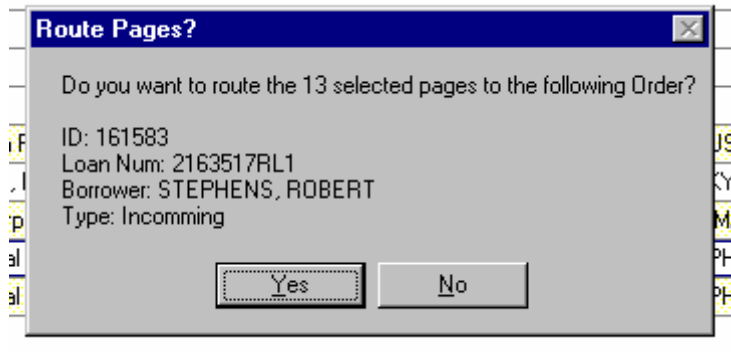 Route Pages?
Do you want to route the 13 selected pages to the following Order?
ID: 161583
Loan Num: 2163517RL1
Borrower: STEPHENS, ROBERT
Type: Incomming
Yes
No